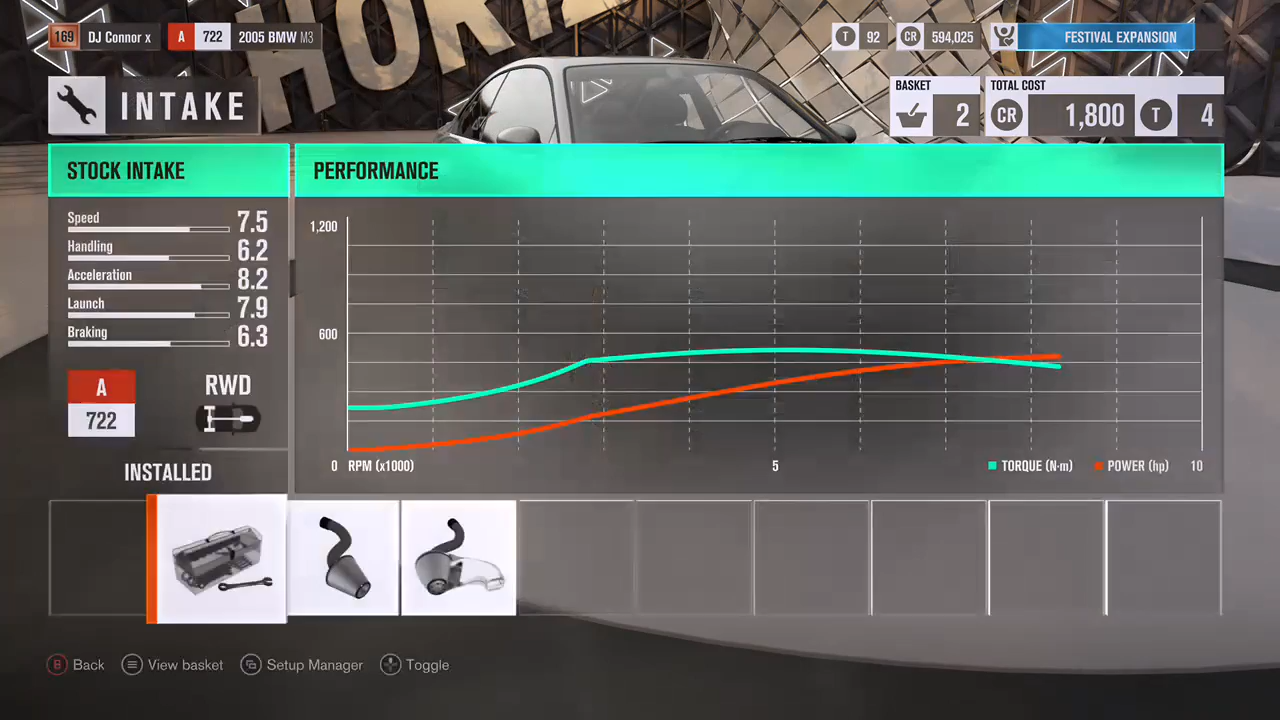 HORI
169 DJ Connor x A 722 2005 BMW M3
T 92 CR 594,025 FESTIVAL EXPANSION
INTAKE
BASKET 2
TOTAL COST
CR 1,800 T 4
STOCK INTAKE
Speed 7.5
Handling 6.2
Acceleration 8.2
Launch 7.9
Braking 6.3
A
722
RWD
INSTALLED
PERFORMANCE
1,200
600
0 RPM (x1000) 5 TORQUE (N·m) POWER (hp) 10
B Back View basket Setup Manager Toggle